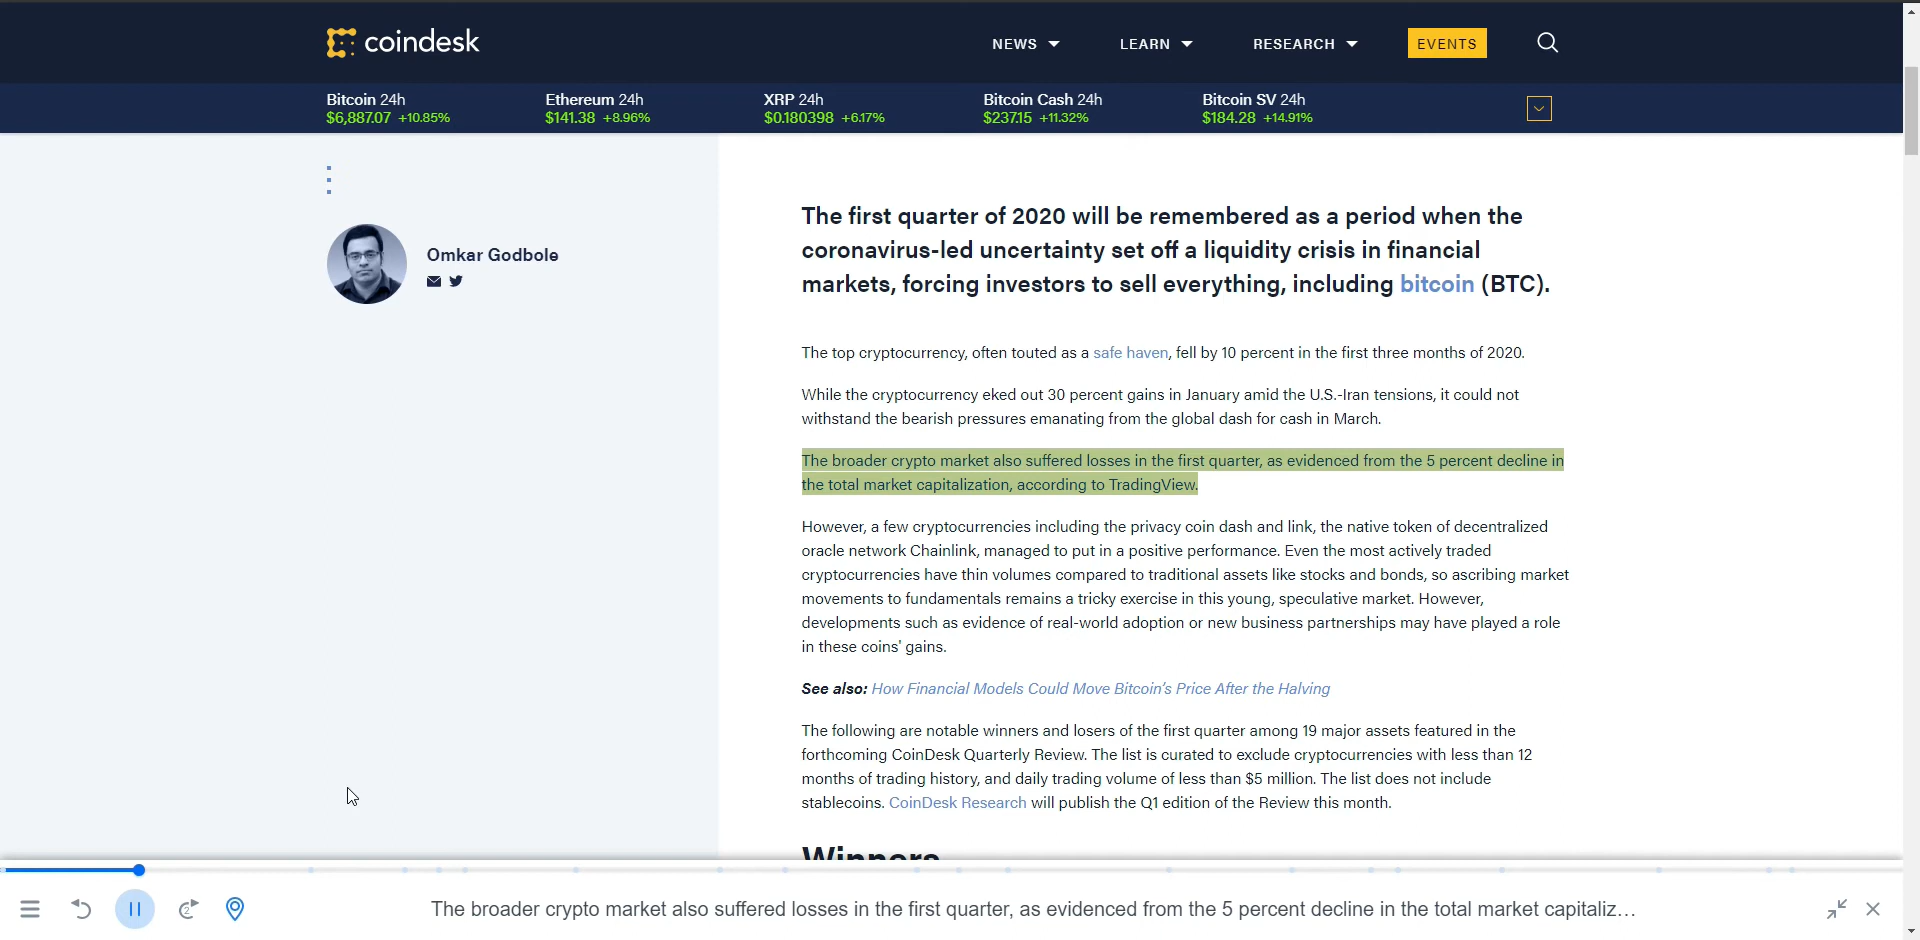 coindesk
NEWS
LEARN
RESEARCH
EVENTS
Bitcoin 24h
$6,887.07 +10.85%
Ethereum 24h
$141.38 +8.96%
XRP 24h
$0.180398 +6.17%
Bitcoin Cash 24h
$237.15 +11.32%
Bitcoin SV 24h
$184.28 +14.91%
Omkar Godbole
The first quarter of 2020 will be remembered as a period when the
coronavirus-led uncertainty set off a liquidity crisis in financial
markets, forcing investors to sell everything, including bitcoin (BTC).
The top cryptocurrency, often touted as a safe haven, fell by 10 percent in the first three months of 2020.
While the cryptocurrency eked out 30 percent gains in January amid the U.S.-Iran tensions, it could not
withstand the bearish pressures emanating from the global dash for cash in March.
The broader crypto market also suffered losses in the first quarter, as evidenced from the 5 percent decline in
the total market capitalization, according to TradingView.
However, a few cryptocurrencies including the privacy coin dash and link, the native token of decentralized
oracle network Chainlink, managed to put in a positive performance. Even the most actively traded
cryptocurrencies have thin volumes compared to traditional assets like stocks and bonds, so ascribing market
movements to fundamentals remains a tricky exercise in this young, speculative market. However,
developments such as evidence of real-world adoption or new business partnerships may have played a role
in these coins' gains.
See also: How Financial Models Could Move Bitcoin's Price After the Halving
The following are notable winners and losers of the first quarter among 19 major assets featured in the
forthcoming CoinDesk Quarterly Review. The list is curated to exclude cryptocurrencies with less than 12
months of trading history, and daily trading volume of less than $5 million. The list does not include
stablecoins. CoinDesk Research will publish the Q1 edition of the Review this month.
Winners
2
The broader crypto market also suffered losses in the first quarter, as evidenced from the 5 percent decline in the total market capitaliz...